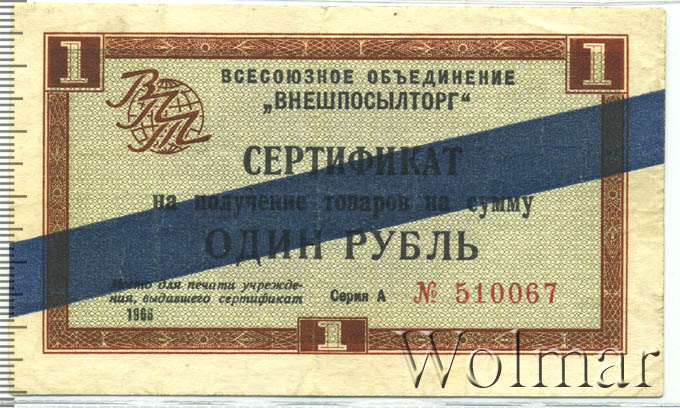 1 1
ВПТ
ВСЕСОЮЗНОЕ ОБЪЕДИНЕНИЕ
„ВНЕШПОСЫЛТОРГ“
СЕРТИФИКАТ
на получение товаров на сумму
ОДИН РУБЛЬ
Место для печати учрежде-
ния, выдавшего сертификат
1966
Серия А № 510067
1
Wolmar